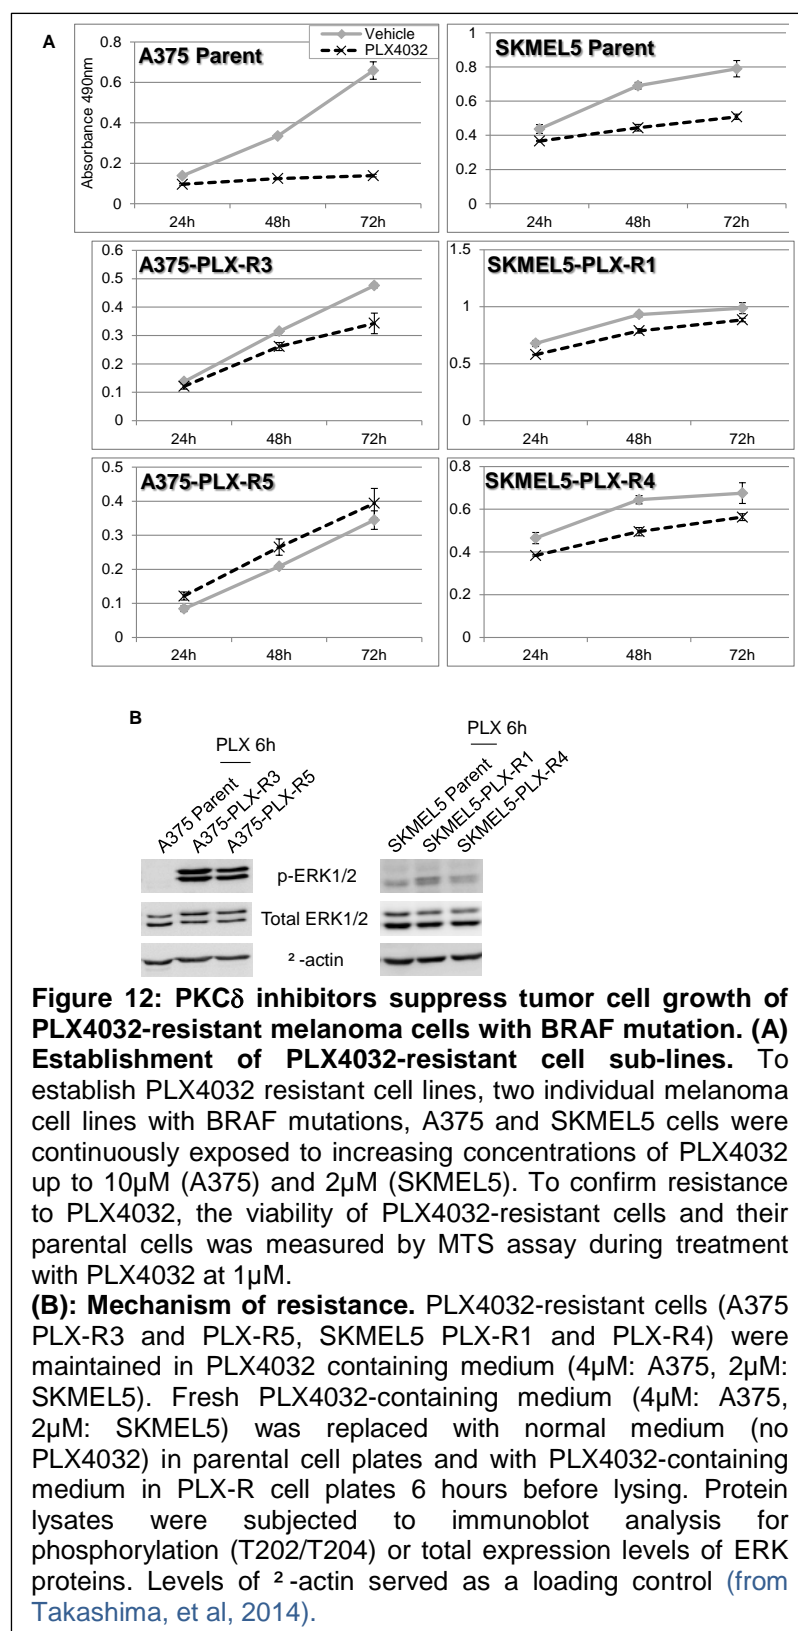 A
Vehicle
PLX4032
A375 Parent
Absorbance 490nm
0.8
0.6
0.4
0.2
0
24h 48h 72h
SKMEL5 Parent
1
0.8
0.6
0.4
0.2
0
24h 48h 72h
A375-PLX-R3
0.6
0.5
0.4
0.3
0.2
0.1
0
24h 48h 72h
SKMEL5-PLX-R1
1.5
1
0.5
0
24h 48h 72h
A375-PLX-R5
0.5
0.4
0.3
0.2
0.1
0
24h 48h 72h
SKMEL5-PLX-R4
0.8
0.6
0.4
0.2
0
24h 48h 72h
B
PLX 6h
A375 Parent
A375-PLX-R3
A375-PLX-R5
PLX 6h
SKMEL5 Parent
SKMEL5-PLX-R1
SKMEL5-PLX-R4
p-ERK1/2
Total ERK1/2
²-actin
Figure 12: PKCδ inhibitors suppress tumor cell growth of
PLX4032-resistant melanoma cells with BRAF mutation. (A)
Establishment of PLX4032-resistant cell sub-lines. To
establish PLX4032 resistant cell lines, two individual melanoma
cell lines with BRAF mutations, A375 and SKMEL5 cells were
continuously exposed to increasing concentrations of PLX4032
up to 10µM (A375) and 2µM (SKMEL5). To confirm resistance
to PLX4032, the viability of PLX4032-resistant cells and their
parental cells was measured by MTS assay during treatment
with PLX4032 at 1µM.
(B): Mechanism of resistance. PLX4032-resistant cells (A375
PLX-R3 and PLX-R5, SKMEL5 PLX-R1 and PLX-R4) were
maintained in PLX4032 containing medium (4µM: A375, 2µM:
SKMEL5). Fresh PLX4032-containing medium (4µM: A375,
2µM: SKMEL5) was replaced with normal medium (no
PLX4032) in parental cell plates and with PLX4032-containing
medium in PLX-R cell plates 6 hours before lysing. Protein
lysates were subjected to immunoblot analysis for
phosphorylation (T202/T204) or total expression levels of ERK
proteins. Levels of ²-actin served as a loading control (from
Takashima, et al, 2014).